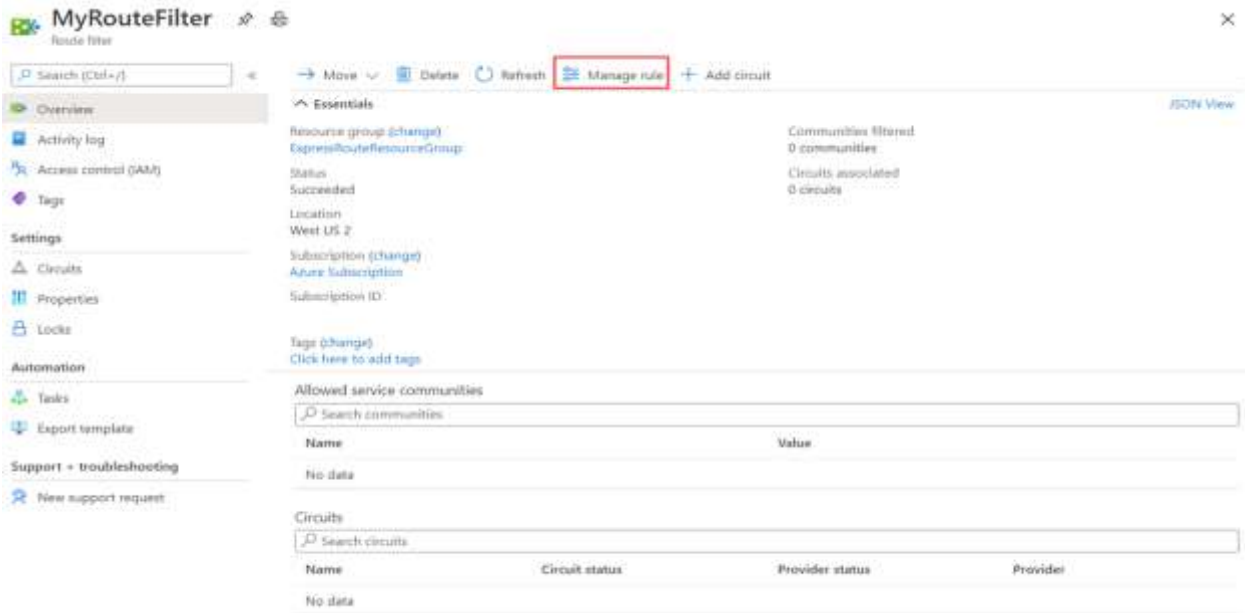 MyRouteFilter
Route filter
Search (Ctrl+/)
Overview
Activity log
Access control (IAM)
Tags
Settings
Circuits
Properties
Locks
Automation
Tasks
Export template
Support + troubleshooting
New support request
Move Delete Refresh Manage rule Add circuit
Essentials JSON View
Resource group (change)
ExpressRouteResourceGroup
Status
Succeeded
Location
West US 2
Subscription (change)
Azure Subscription
Subscription ID
Tags (change)
Click here to add tags
Communities filtered
0 communities
Circuits associated
0 circuits
Allowed service communities
Search communities
Name Value
No data
Circuits
Search circuits
Name Circuit status Provider status Provider
No data